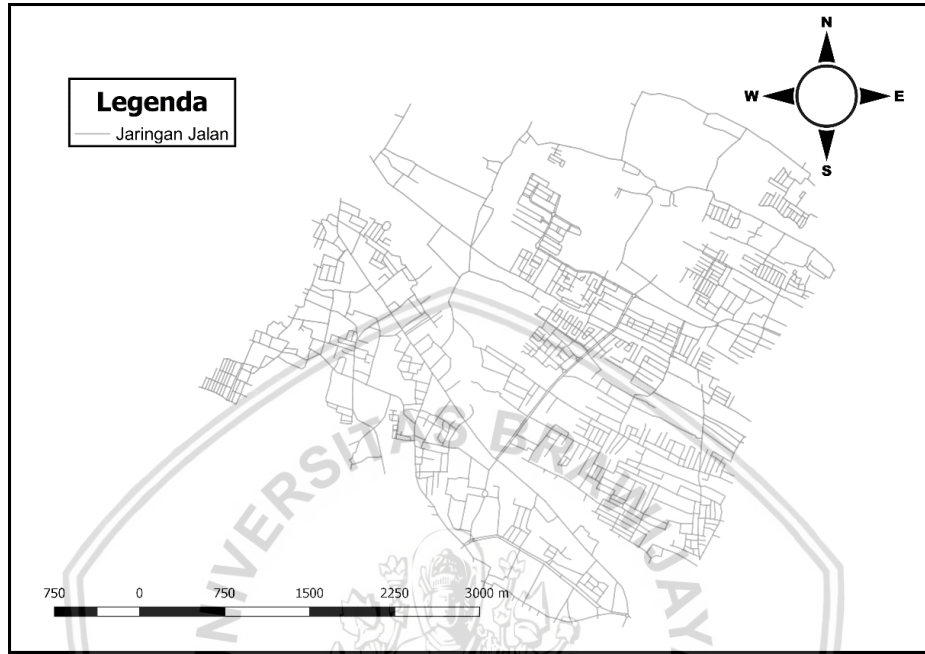 N
W E
S
Legenda
Jaringan Jalan
UNIVERSITAS BRAWIJAYA
750 0 750 1500 2250 3000 m